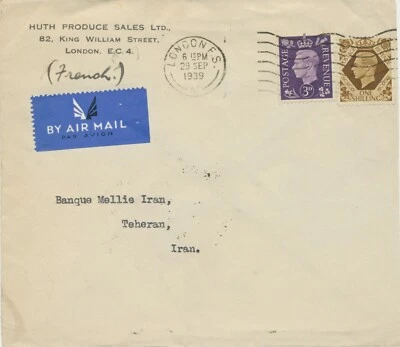 HUTH PRODUCE SALES LTD.,
82, KING WILLIAM STREET,
LONDON. E.C.4.
(French.)
LONDON F.S.
6 15PM
29 SEP
1939
POSTAGE
REVENUE
3D
ONE
SHILLING
BY AIR MAIL
PAR AVION
Banque Mellie Iran,
Teheran,
Iran.